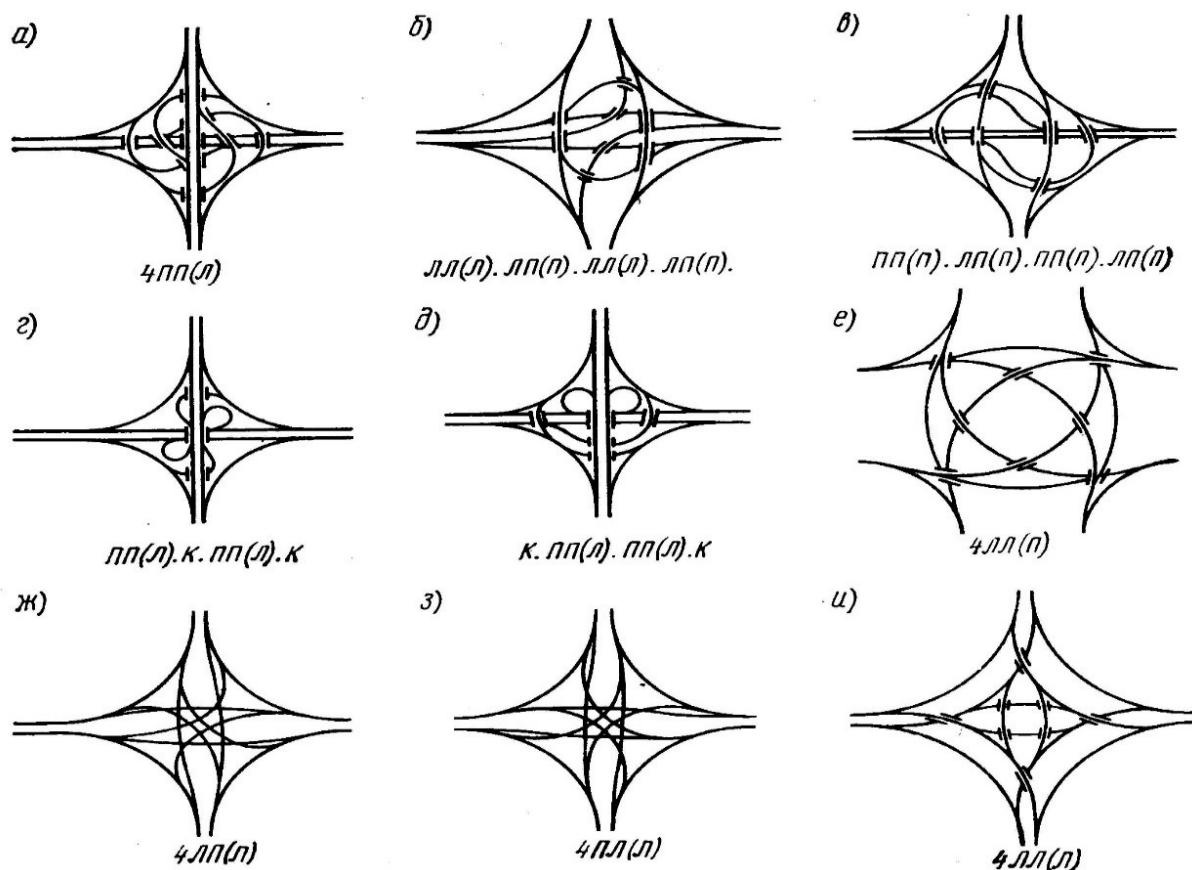 а)
б)
в)
4ПП(Л)
ЛЛ(Л). ЛП(П). ЛЛ(Л). ЛП(П).
ПП(П). ЛП(П). ПП(П). ЛП(П)
г)
д)
е)
ПП(Л). К. ПП(Л). К
К. ПП(Л). ПП(Л). К
4ЛЛ(П)
ж)
з)
и)
4ЛП(Л)
4ПЛ(Л)
4ЛЛ(Л)